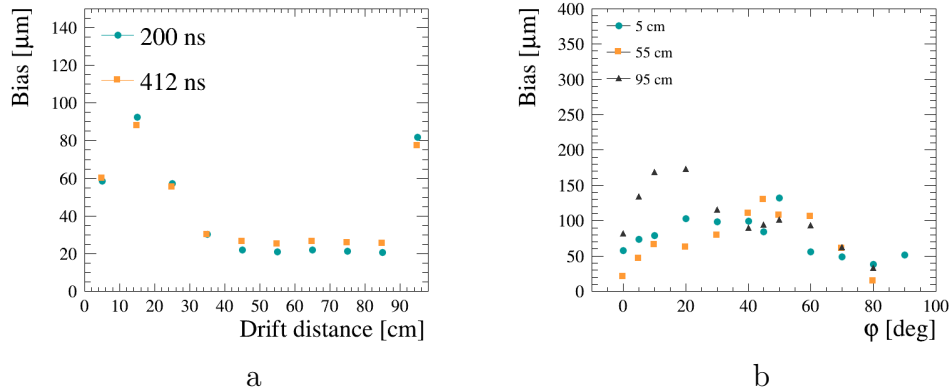 Bias [μm]
140
120
100
80
60
40
20
0
200 ns
412 ns
0 10 20 30 40 50 60 70 80 90
Drift distance [cm]
a
Bias [μm]
400
350
300
250
200
150
100
50
0
5 cm
55 cm
95 cm
0 20 40 60 80 100
φ [deg]
b